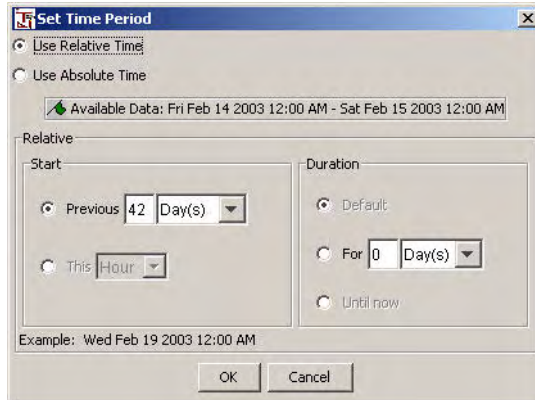 Set Time Period
Use Relative Time
Use Absolute Time
Available Data: Fri Feb 14 2003 12:00 AM - Sat Feb 15 2003 12:00 AM
Relative
Start
Previous 42 Day(s)
This Hour
Duration
Default
For 0 Day(s)
Until now
Example: Wed Feb 19 2003 12:00 AM
OK Cancel